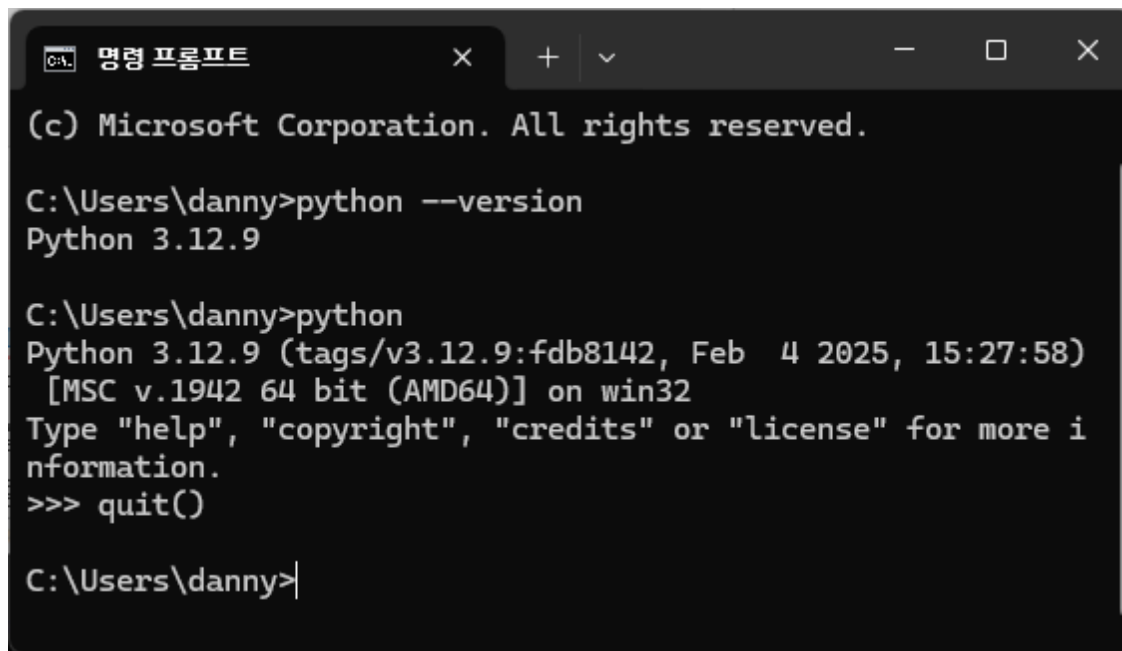 명령 프롬프트
(c) Microsoft Corporation. All rights reserved.
C:\Users\danny>python --version
Python 3.12.9
C:\Users\danny>python
Python 3.12.9 (tags/v3.12.9:fdb8142, Feb  4 2025, 15:27:58)
 [MSC v.1942 64 bit (AMD64)] on win32
Type "help", "copyright", "credits" or "license" for more i
nformation.
>>> quit()
C:\Users\danny>